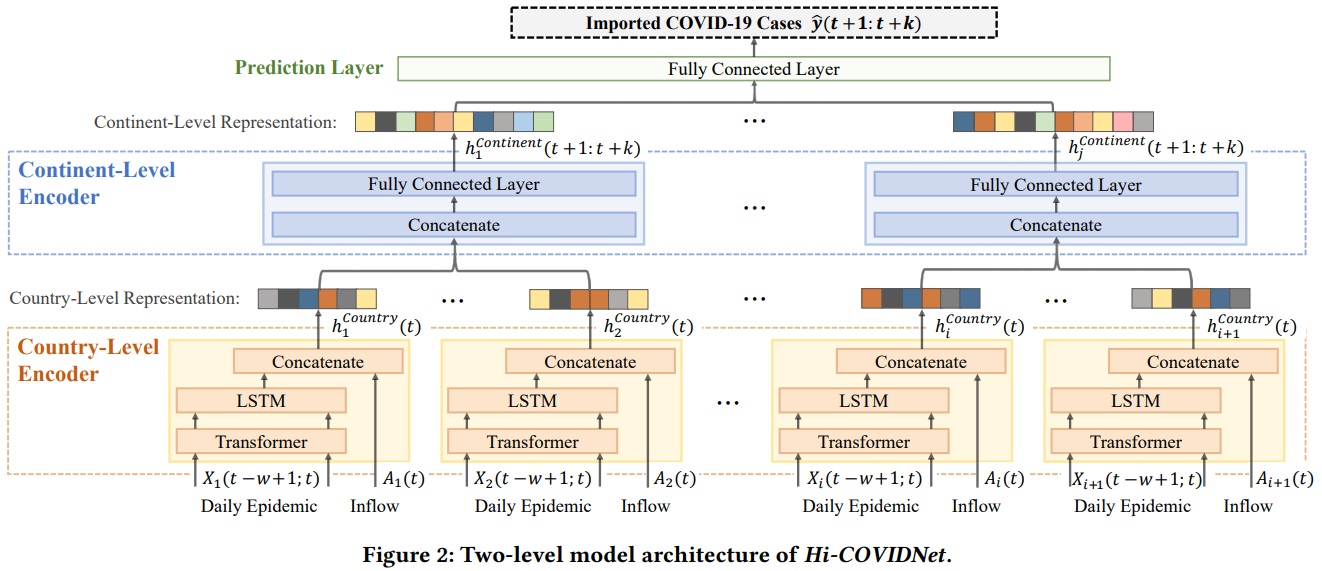 Imported COVID-19 Cases ŷ(t+1: t+k)
Prediction Layer
Fully Connected Layer
Continent-Level Representation:
...
h_1^{Continent}(t+1: t+k)
h_j^{Continent}(t+1: t+k)
Continent-Level
Encoder
Fully Connected Layer
Fully Connected Layer
...
Concatenate
Concatenate
Country-Level Representation:
...
...
...
h_1^{Country}(t)
h_2^{Country}(t)
h_i^{Country}(t)
h_{i+1}^{Country}(t)
Country-Level
Encoder
Concatenate
Concatenate
Concatenate
Concatenate
LSTM
LSTM
...
LSTM
LSTM
Transformer
Transformer
Transformer
Transformer
X_1(t−w+1; t) A_1(t)
X_2(t−w+1; t) A_2(t)
X_i(t−w+1; t) A_i(t)
X_{i+1}(t−w+1; t) A_{i+1}(t)
Daily Epidemic Inflow
Daily Epidemic Inflow
Daily Epidemic Inflow
Daily Epidemic Inflow
Figure 2: Two-level model architecture of Hi-COVIDNet.